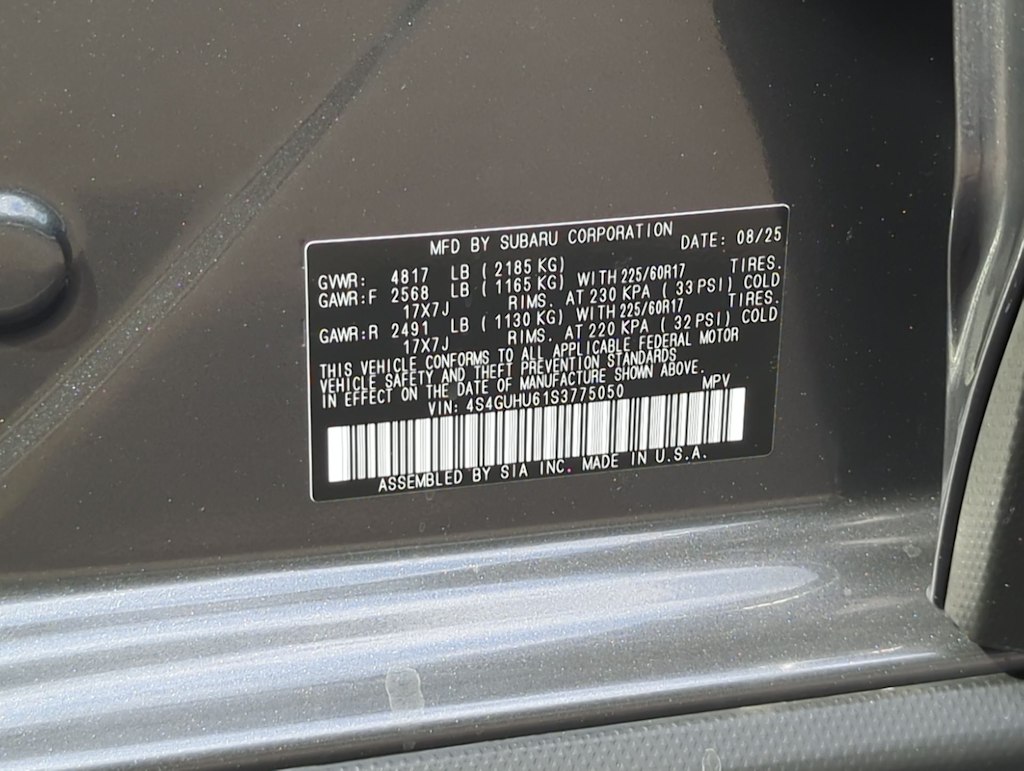 MFD BY SUBARU CORPORATION DATE: 08/25
GVWR: 4817 LB ( 2185 KG)
GAWR:F 2568 LB ( 1165 KG) WITH 225/60R17 TIRES.
17X7J RIMS. AT 230 KPA ( 33 PSI) COLD
GAWR:R 2491 LB ( 1130 KG) WITH 225/60R17 TIRES.
17X7J RIMS. AT 220 KPA ( 32 PSI) COLD
THIS VEHICLE CONFORMS TO ALL APPLICABLE FEDERAL MOTOR
VEHICLE SAFETY AND THEFT PREVENTION STANDARDS
IN EFFECT ON THE DATE OF MANUFACTURE SHOWN ABOVE.
VIN: 4S4GUHU61S3775050 MPV
ASSEMBLED BY SIA INC. MADE IN U.S.A.